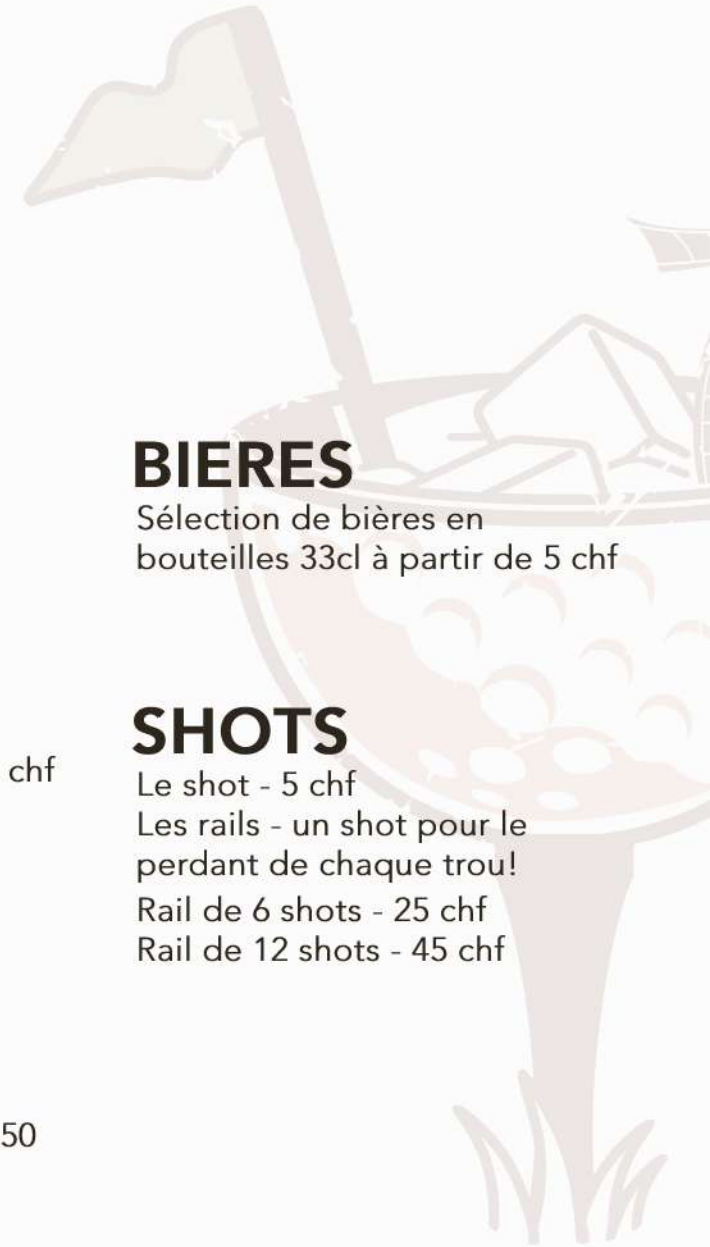 BIERES
Sélection de bières en
bouteilles 33cl à partir de 5 chf
SHOTS
chf
Le shot - 5 chf
Les rails - un shot pour le
perdant de chaque trou!
Rail de 6 shots - 25 chf
Rail de 12 shots - 45 chf
50